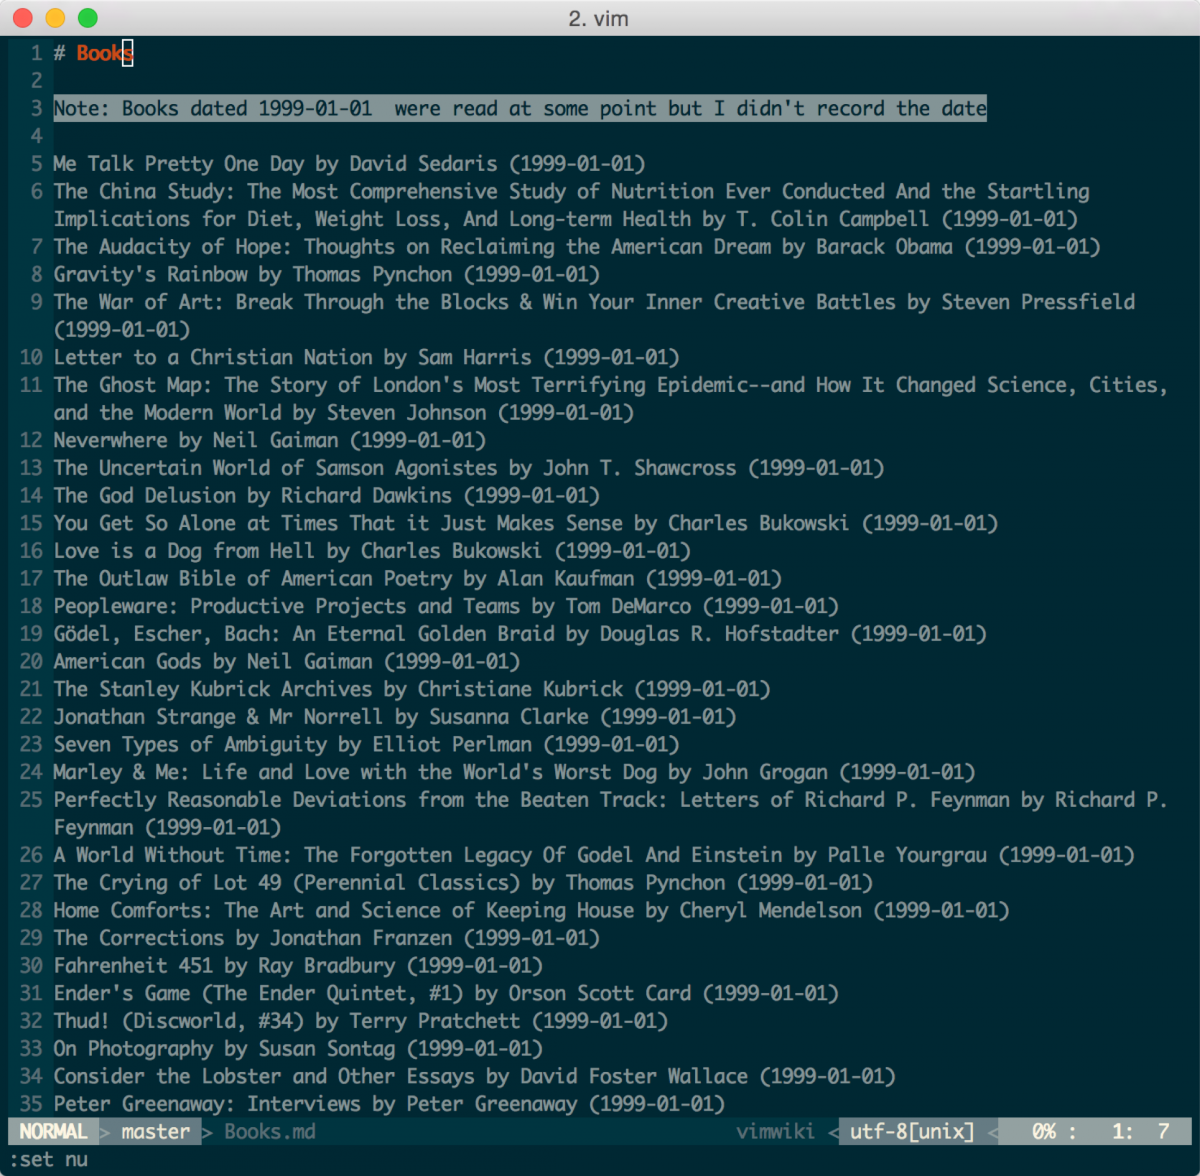 2. vim
1 # Books
2
3 Note: Books dated 1999-01-01  were read at some point but I didn't record the date
4
5 Me Talk Pretty One Day by David Sedaris (1999-01-01)
6 The China Study: The Most Comprehensive Study of Nutrition Ever Conducted And the Startling
Implications for Diet, Weight Loss, And Long-term Health by T. Colin Campbell (1999-01-01)
7 The Audacity of Hope: Thoughts on Reclaiming the American Dream by Barack Obama (1999-01-01)
8 Gravity's Rainbow by Thomas Pynchon (1999-01-01)
9 The War of Art: Break Through the Blocks & Win Your Inner Creative Battles by Steven Pressfield
(1999-01-01)
10 Letter to a Christian Nation by Sam Harris (1999-01-01)
11 The Ghost Map: The Story of London's Most Terrifying Epidemic--and How It Changed Science, Cities,
and the Modern World by Steven Johnson (1999-01-01)
12 Neverwhere by Neil Gaiman (1999-01-01)
13 The Uncertain World of Samson Agonistes by John T. Shawcross (1999-01-01)
14 The God Delusion by Richard Dawkins (1999-01-01)
15 You Get So Alone at Times That it Just Makes Sense by Charles Bukowski (1999-01-01)
16 Love is a Dog from Hell by Charles Bukowski (1999-01-01)
17 The Outlaw Bible of American Poetry by Alan Kaufman (1999-01-01)
18 Peopleware: Productive Projects and Teams by Tom DeMarco (1999-01-01)
19 Gödel, Escher, Bach: An Eternal Golden Braid by Douglas R. Hofstadter (1999-01-01)
20 American Gods by Neil Gaiman (1999-01-01)
21 The Stanley Kubrick Archives by Christiane Kubrick (1999-01-01)
22 Jonathan Strange & Mr Norrell by Susanna Clarke (1999-01-01)
23 Seven Types of Ambiguity by Elliot Perlman (1999-01-01)
24 Marley & Me: Life and Love with the World's Worst Dog by John Grogan (1999-01-01)
25 Perfectly Reasonable Deviations from the Beaten Track: Letters of Richard P. Feynman by Richard P.
Feynman (1999-01-01)
26 A World Without Time: The Forgotten Legacy Of Godel And Einstein by Palle Yourgrau (1999-01-01)
27 The Crying of Lot 49 (Perennial Classics) by Thomas Pynchon (1999-01-01)
28 Home Comforts: The Art and Science of Keeping House by Cheryl Mendelson (1999-01-01)
29 The Corrections by Jonathan Franzen (1999-01-01)
30 Fahrenheit 451 by Ray Bradbury (1999-01-01)
31 Ender's Game (The Ender Quintet, #1) by Orson Scott Card (1999-01-01)
32 Thud! (Discworld, #34) by Terry Pratchett (1999-01-01)
33 On Photography by Susan Sontag (1999-01-01)
34 Consider the Lobster and Other Essays by David Foster Wallace (1999-01-01)
35 Peter Greenaway: Interviews by Peter Greenaway (1999-01-01)
NORMAL > master > Books.md vimwiki < utf-8[unix] < 0% : 1: 7
:set nu